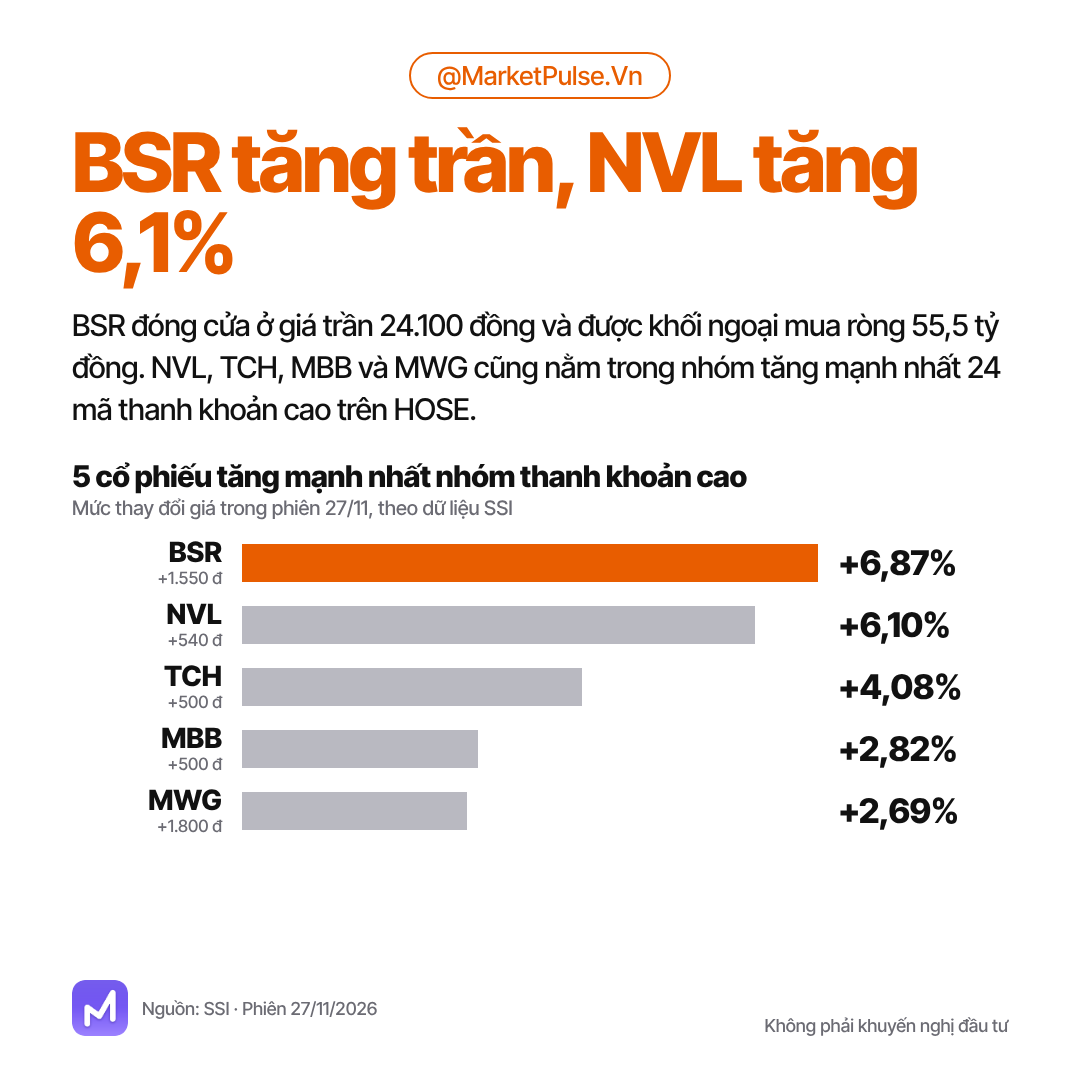 @MarketPulse.Vn
BSR tăng trần, NVL tăng
6,1%
BSR đóng cửa ở giá trần 24.100 đồng và được khối ngoại mua ròng 55,5 tỷ
đồng. NVL, TCH, MBB và MWG cũng nằm trong nhóm tăng mạnh nhất 24
mã thanh khoản cao trên HOSE.
5 cổ phiếu tăng mạnh nhất nhóm thanh khoản cao
Mức thay đổi giá trong phiên 27/11, theo dữ liệu SSI
BSR
+1.550 đ
+6,87%
NVL
+540 đ
+6,10%
TCH
+500 đ
+4,08%
MBB
+500 đ
+2,82%
MWG
+1.800 đ
+2,69%
Nguồn: SSI · Phiên 27/11/2026
Không phải khuyến nghị đầu tư